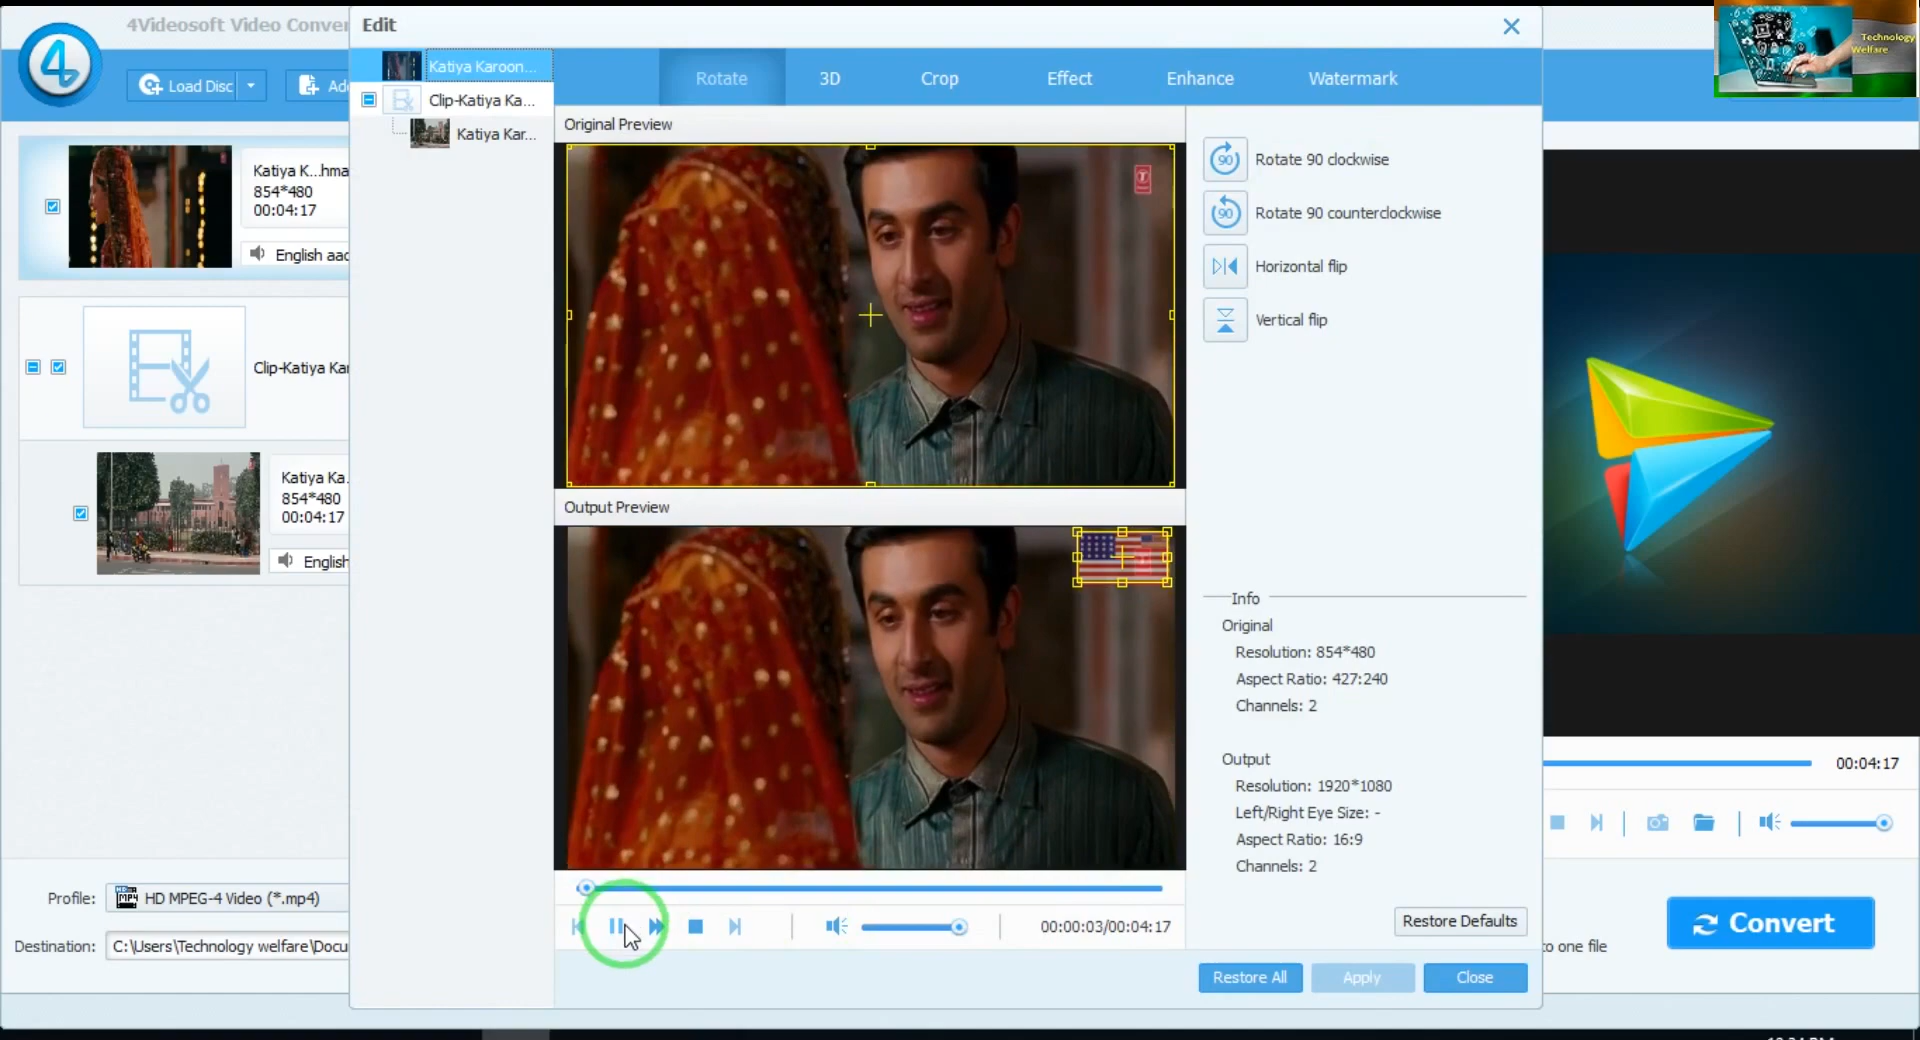 4Videosoft Video Conver
Load Disc
Ad
Katiya K...hma
854*480
00:04:17
English aac
Clip-Katiya Ka
Katiya Ka.
854*480
00:04:17
English
Profile: HD MPEG-4 Video (*.mp4)
Destination: C:\Users\Technology welfare\Docu
Edit
Katiya Karoon...
Clip-Katiya Ka...
Katiya Kar...
Rotate 3D Crop Effect Enhance Watermark
Original Preview
Output Preview
00:00:03/00:04:17
90 Rotate 90 clockwise
90 Rotate 90 counterclockwise
Horizontal flip
Vertical flip
Info
Original
Resolution: 854*480
Aspect Ratio: 427:240
Channels: 2
Output
Resolution: 1920*1080
Left/Right Eye Size: -
Aspect Ratio: 16:9
Channels: 2
Restore Defaults
Restore All Apply Close
Technology
Welfare
00:04:17
to one file
Convert